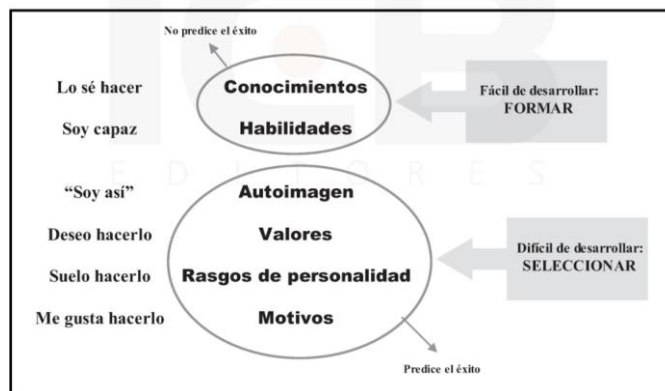 No predice el éxito
Lo sé hacer
Conocimientos
Fácil de desarrollar:
FORMAR
Soy capaz
Habilidades
EDITORES
“Soy así”
Autoimagen
Deseo hacerlo
Valores
Difícil de desarrollar:
SELECCIONAR
Suelo hacerlo
Rasgos de personalidad
Me gusta hacerlo
Motivos
Predice el éxito